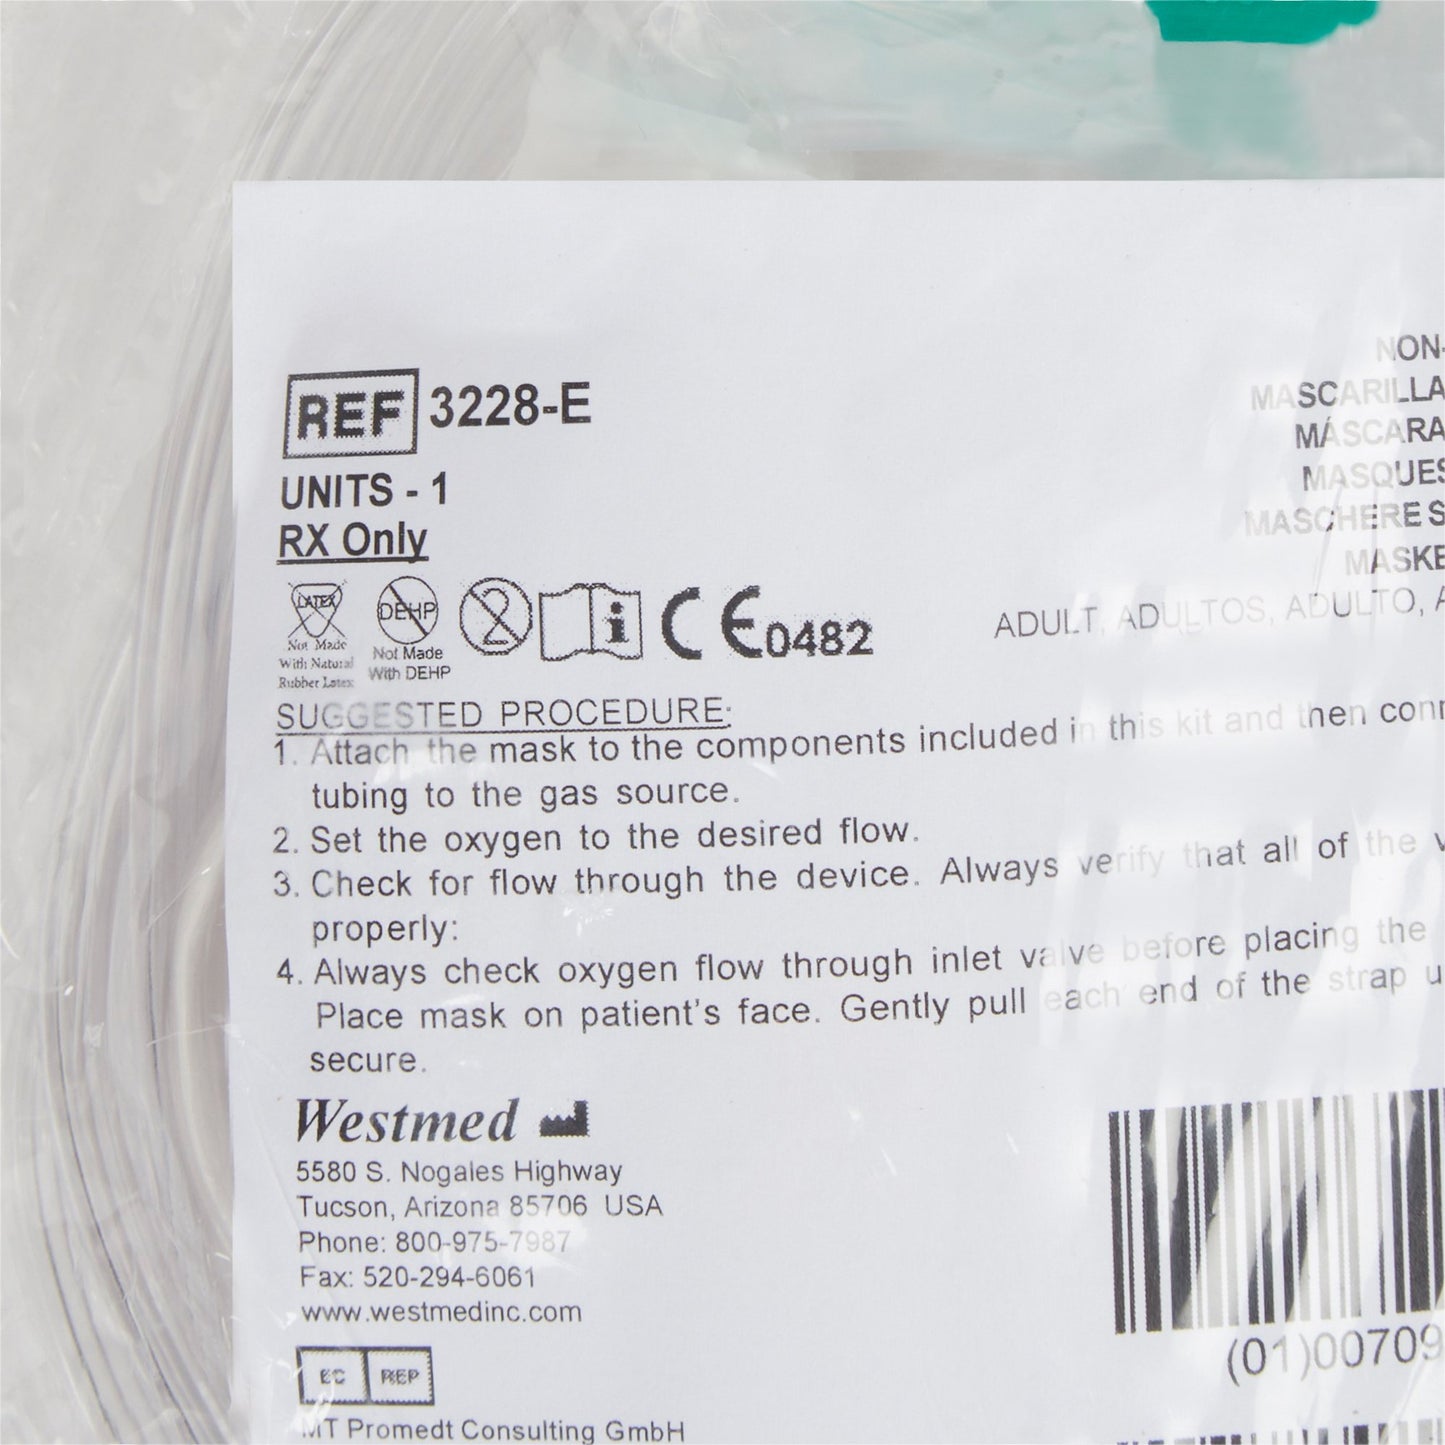 REF 3228-E
UNITS - 1
RX Only
LATEX
Not Made
With Natural
Rubber Latex
DEHP
Not Made
With DEHP
2
i
CE0482
NON-
MASCARILLA
MÁSCARA
MASQUES
MASCHERE S
MASKE
ADULT, ADULTOS, ADULTO, A
SUGGESTED PROCEDURE:
1. Attach the mask to the components included in this kit and then conn
tubing to the gas source.
2. Set the oxygen to the desired flow.
3. Check for flow through the device. Always verify that all of the v
properly:
4. Always check oxygen flow through inlet valve before placing the
Place mask on patient's face. Gently pull each end of the strap u
secure.
Westmed
5580 S. Nogales Highway
Tucson, Arizona 85706 USA
Phone: 800-975-7987
Fax: 520-294-6061
www.westmedinc.com
EC REP
MT Promedt Consulting GmbH
(01)00709